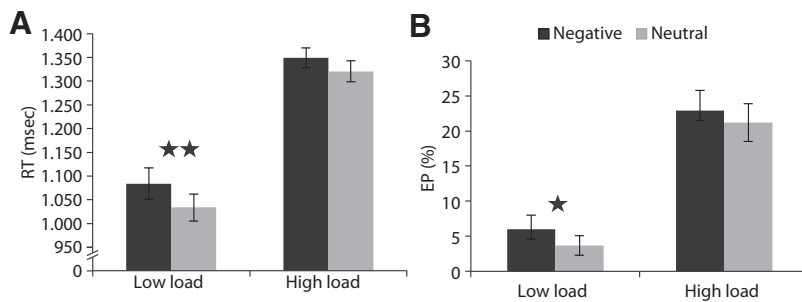 A
RT (msec)
1.400
1.350
1.300
1.250
1.200
1.150
1.100
1.050
1.000
950
0
Low load
High load
B
Negative
Neutral
EP (%)
30
25
20
15
10
5
0
Low load
High load